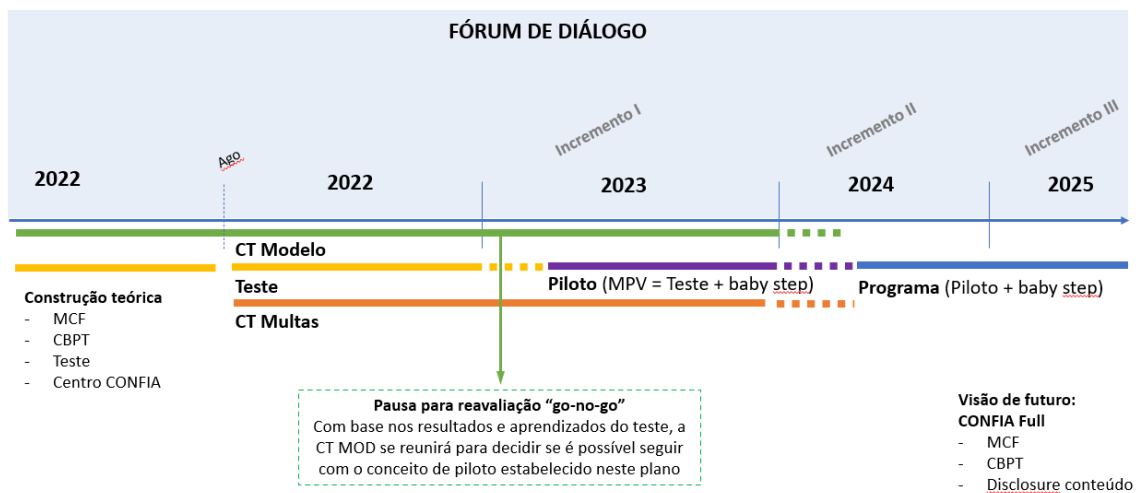 FÓRUM DE DIÁLOGO
Incremento I
Incremento II
Incremento III
Ago
2022
2022
2023
2024
2025
CT Modelo
Teste
Piloto (MPV = Teste + baby step)
Programa (Piloto + baby step)
CT Multas
Construção teórica
- MCF
- CBPT
- Teste
- Centro CONFIA
Pausa para reavaliação “go-no-go”
Com base nos resultados e aprendizados do teste, a
CT MOD se reunirá para decidir se é possível seguir
com o conceito de piloto estabelecido neste plano
Visão de futuro:
CONFIA Full
- MCF
- CBPT
- Disclosure conteúdo